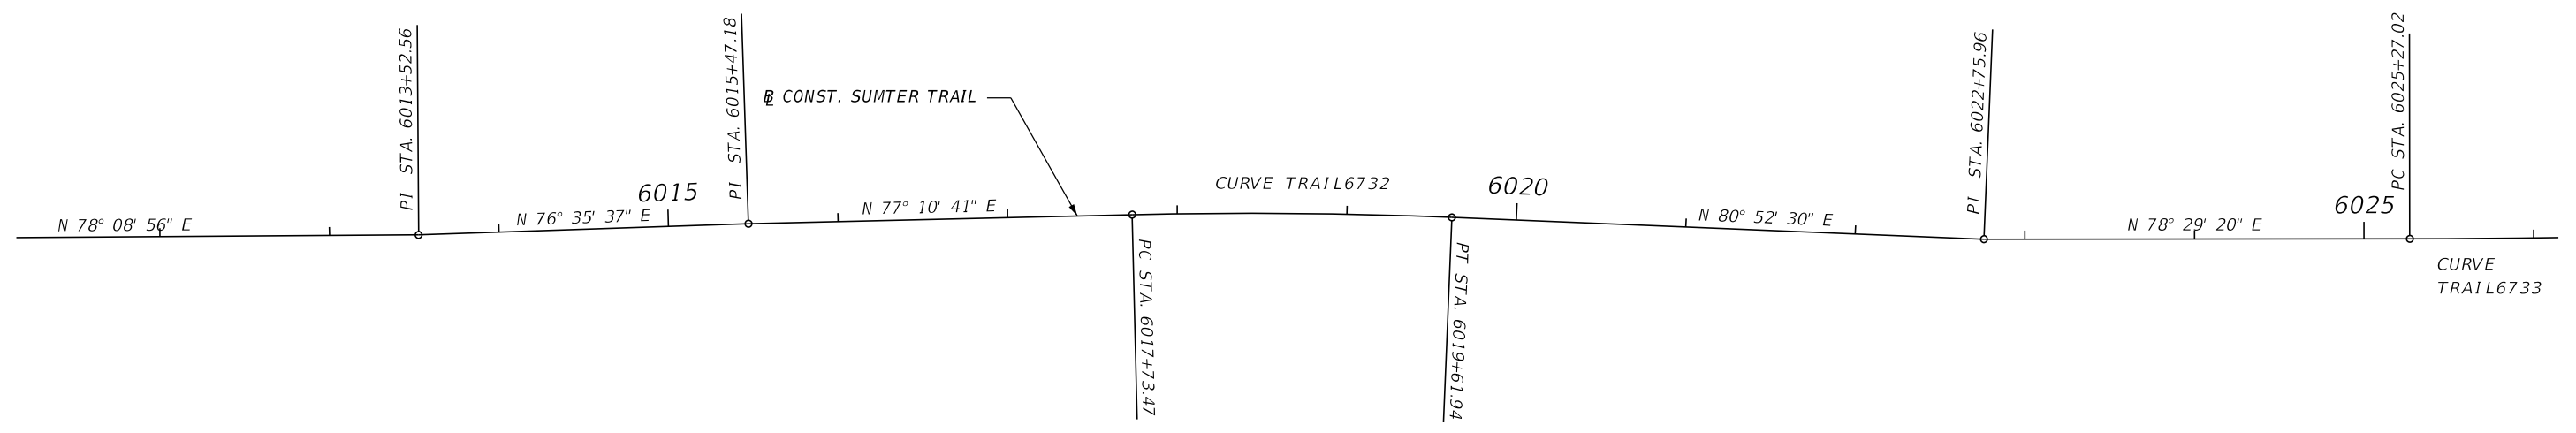 N 78° 08' 56" E
PI STA. 6013+52.56
N 76° 35' 37" E
6015
PI STA. 6015+47.18
℄ CONST. SUMTER TRAIL
N 77° 10' 41" E
PC STA. 6017+73.47
CURVE TRAIL6732
PT STA. 6019+61.94
6020
N 80° 52' 30" E
PI STA. 6022+75.96
N 78° 29' 20" E
6025
PC STA. 6025+27.02
CURVE
TRAIL6733